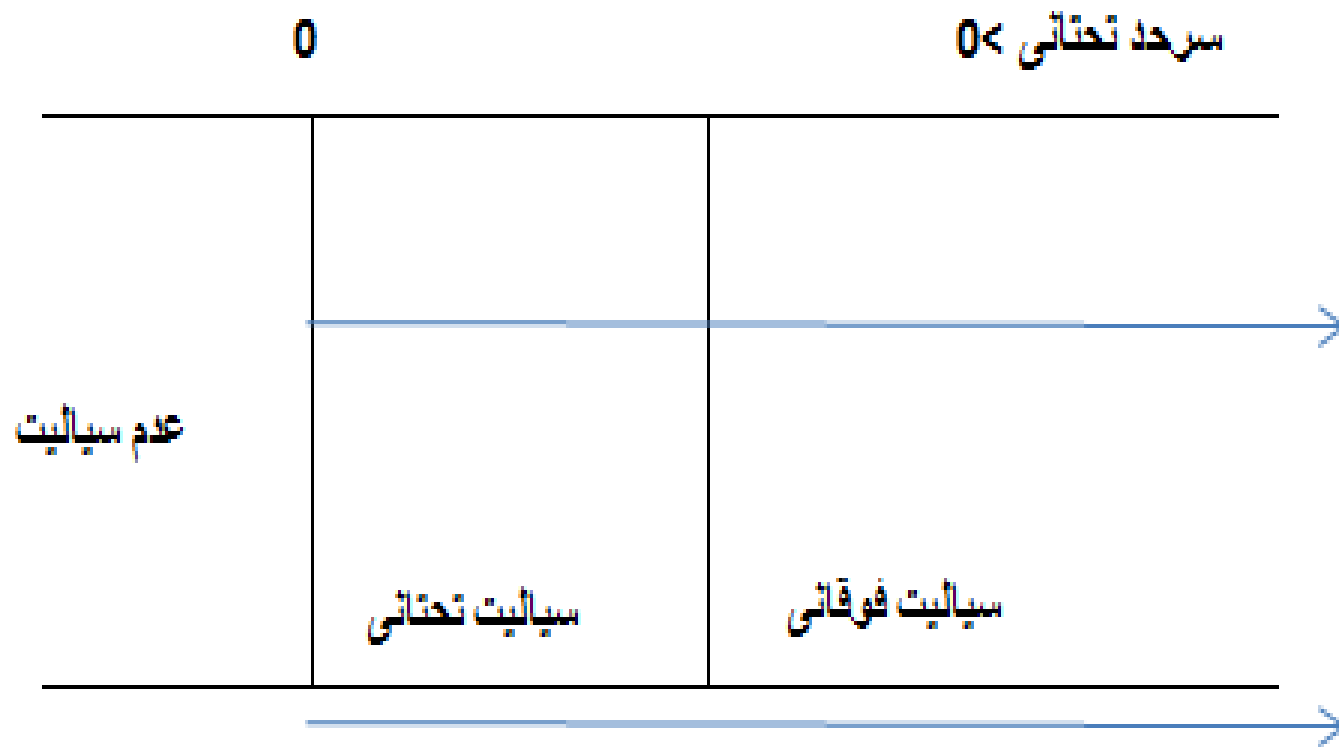 سرحد تحتانی >0
0
عدم سیالیت
سیالیت فوقانی
سیالیت تحتانی